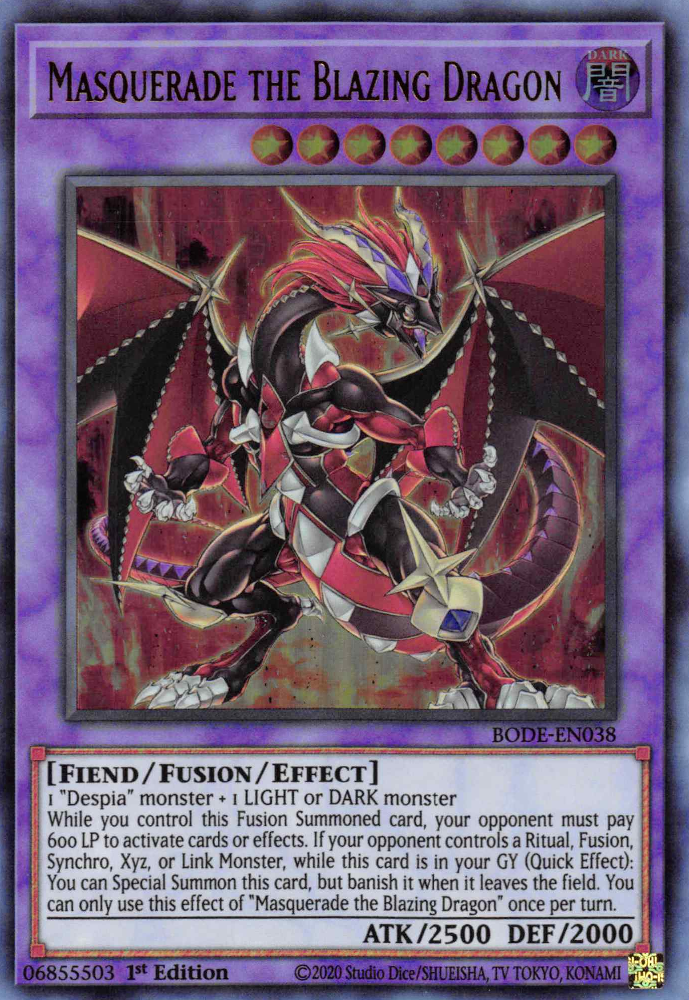 Masquerade the Blazing Dragon
DARK
闇
BODE-EN038
[Fiend/Fusion/Effect]
1 "Despia" monster + 1 LIGHT or DARK monster
While you control this Fusion Summoned card, your opponent must pay
600 LP to activate cards or effects. If your opponent controls a Ritual, Fusion,
Synchro, Xyz, or Link Monster, while this card is in your GY (Quick Effect):
You can Special Summon this card, but banish it when it leaves the field. You
can only use this effect of "Masquerade the Blazing Dragon" once per turn.
ATK/2500 DEF/2000
06855503 1st Edition ©2020 Studio Dice/SHUEISHA, TV TOKYO, KONAMI